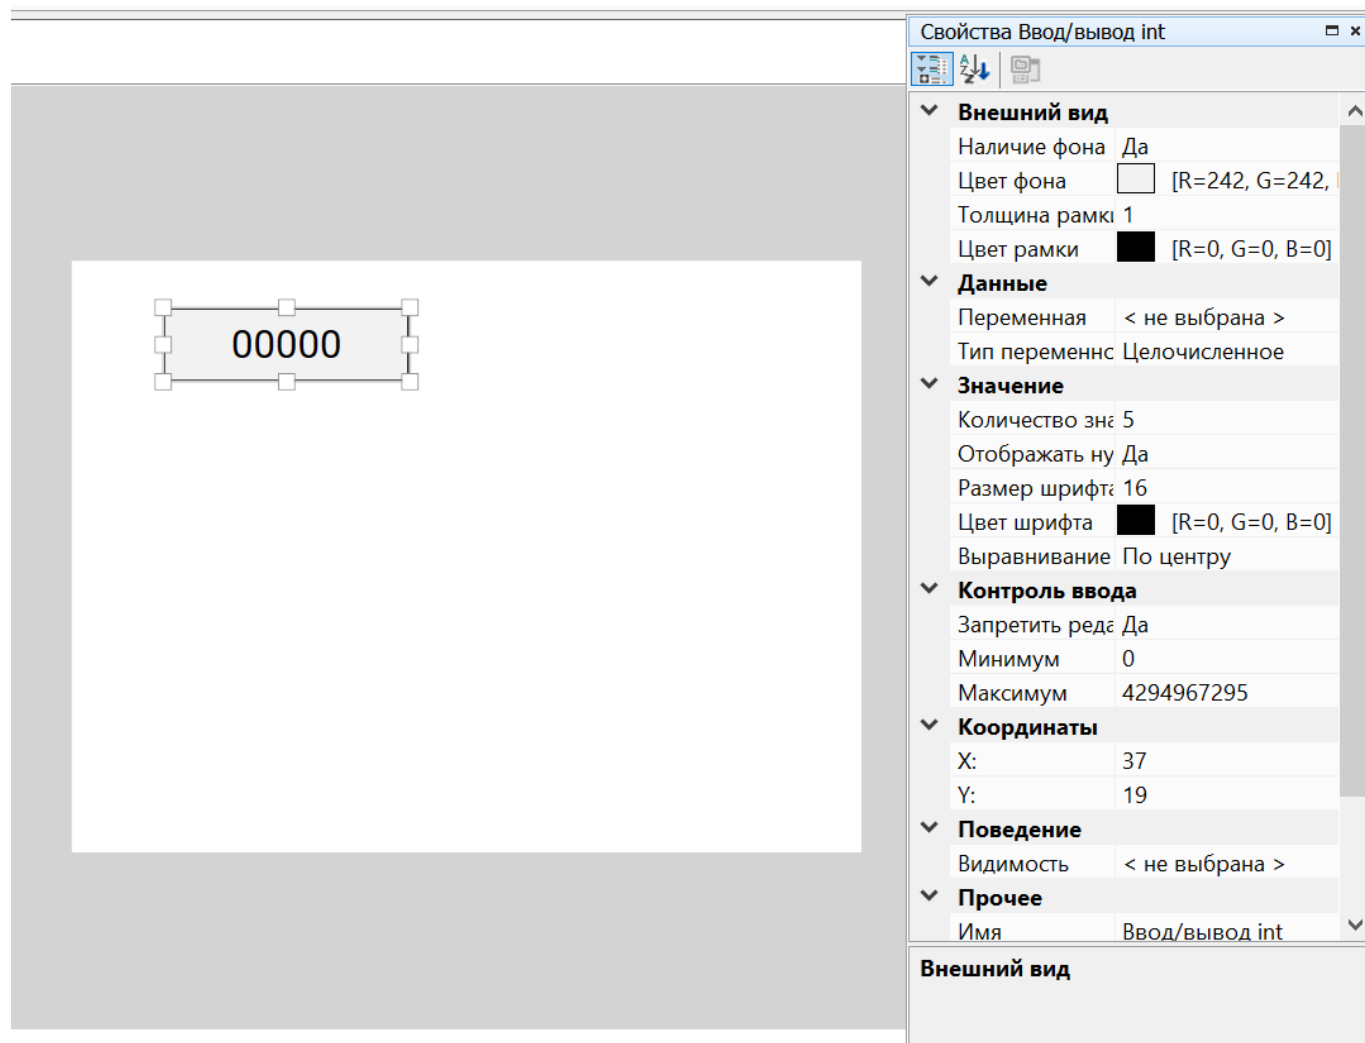 Свойства Ввод/вывод int
Внешний вид
Наличие фона Да
Цвет фона [R=242, G=242,
Толщина рамки 1
Цвет рамки [R=0, G=0, B=0]
Данные
Переменная < не выбрана >
Тип переменно Целочисленное
Значение
Количество зна 5
Отображать ну Да
Размер шрифта 16
Цвет шрифта [R=0, G=0, B=0]
Выравнивание По центру
Контроль ввода
Запретить реда Да
Минимум 0
Максимум 4294967295
Координаты
X: 37
Y: 19
Поведение
Видимость < не выбрана >
Прочее
Имя Ввод/вывод int
Внешний вид
00000